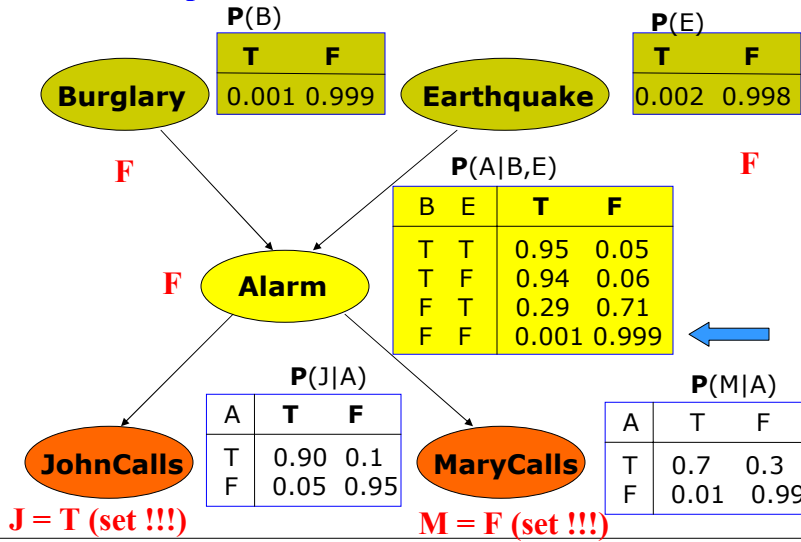 P(B)
T F
0.001 0.999
P(E)
T F
0.002 0.998
Burglary
Earthquake
F
F
P(A|B,E)
B E T F
T T 0.95 0.05
T F 0.94 0.06
F T 0.29 0.71
F F 0.001 0.999
F
Alarm
P(J|A)
A T F
T 0.90 0.1
F 0.05 0.95
P(M|A)
A T F
T 0.7 0.3
F 0.01 0.99
JohnCalls
MaryCalls
J = T (set !!!)
M = F (set !!!)